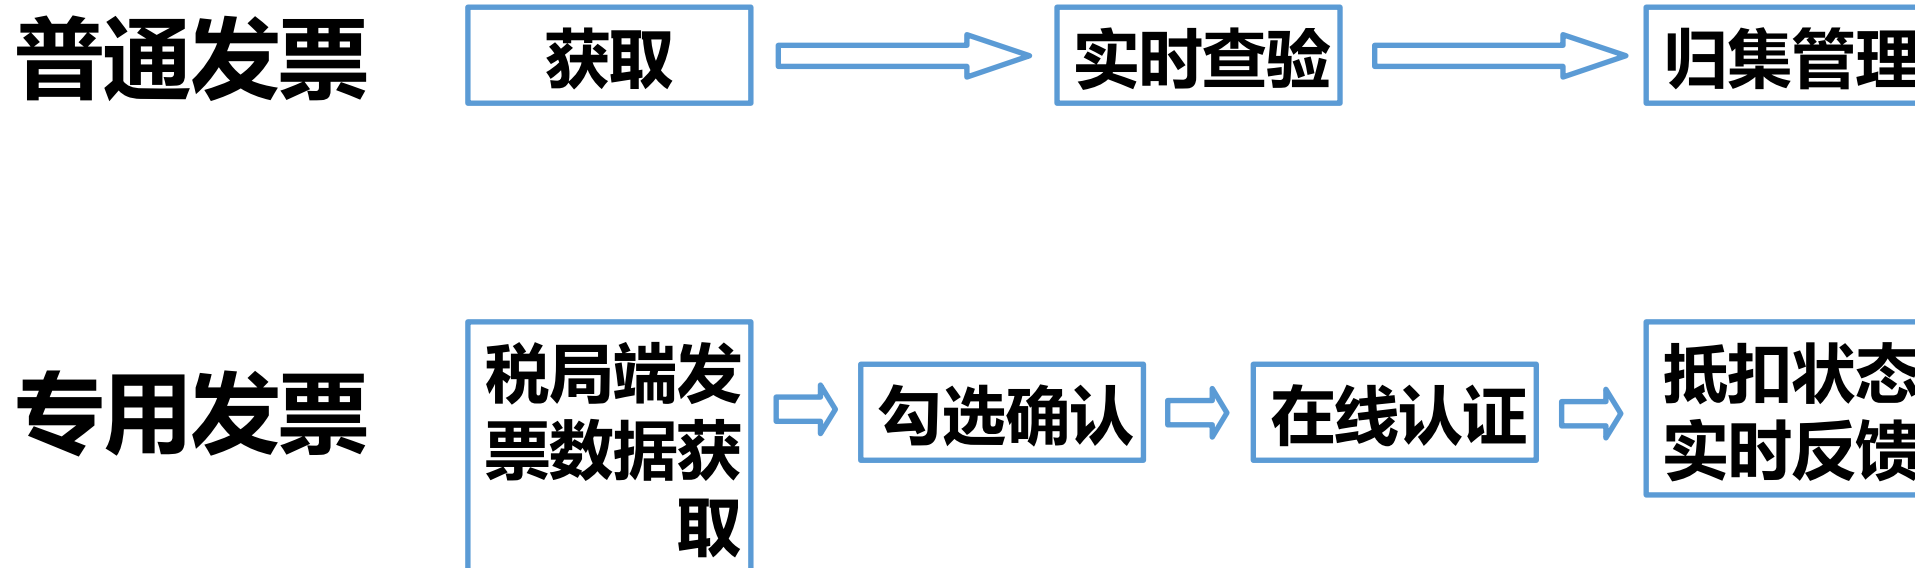 普通发票
获取
实时查验
归集管理
专用发票
税局端发
票数据获
取
勾选确认
在线认证
抵扣状态
实时反馈